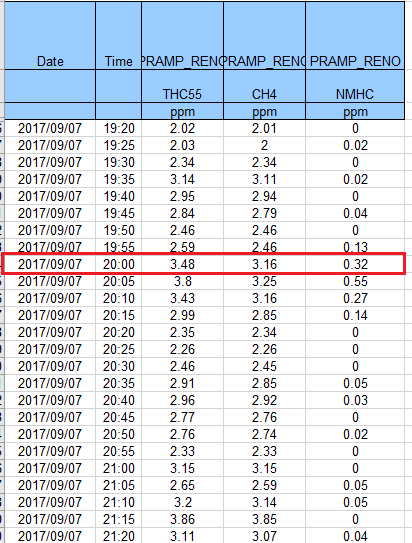 Date Time PRAMP_RENO PRAMP_RENO PRAMP_RENO
THC55 CH4 NMHC
ppm ppm ppm
2017/09/07 19:20 2.02 2.01 0
2017/09/07 19:25 2.03 2 0.02
2017/09/07 19:30 2.34 2.34 0
2017/09/07 19:35 3.14 3.11 0.02
2017/09/07 19:40 2.95 2.94 0
2017/09/07 19:45 2.84 2.79 0.04
2017/09/07 19:50 2.46 2.46 0
2017/09/07 19:55 2.59 2.46 0.13
2017/09/07 20:00 3.48 3.16 0.32
2017/09/07 20:05 3.8 3.25 0.55
2017/09/07 20:10 3.43 3.16 0.27
2017/09/07 20:15 2.99 2.85 0.14
2017/09/07 20:20 2.35 2.34 0
2017/09/07 20:25 2.26 2.26 0
2017/09/07 20:30 2.46 2.45 0
2017/09/07 20:35 2.91 2.85 0.05
2017/09/07 20:40 2.96 2.92 0.03
2017/09/07 20:45 2.77 2.76 0
2017/09/07 20:50 2.76 2.74 0.02
2017/09/07 20:55 2.33 2.33 0
2017/09/07 21:00 3.15 3.15 0
2017/09/07 21:05 2.65 2.59 0.05
2017/09/07 21:10 3.2 3.14 0.05
2017/09/07 21:15 3.86 3.85 0
2017/09/07 21:20 3.11 3.07 0.04